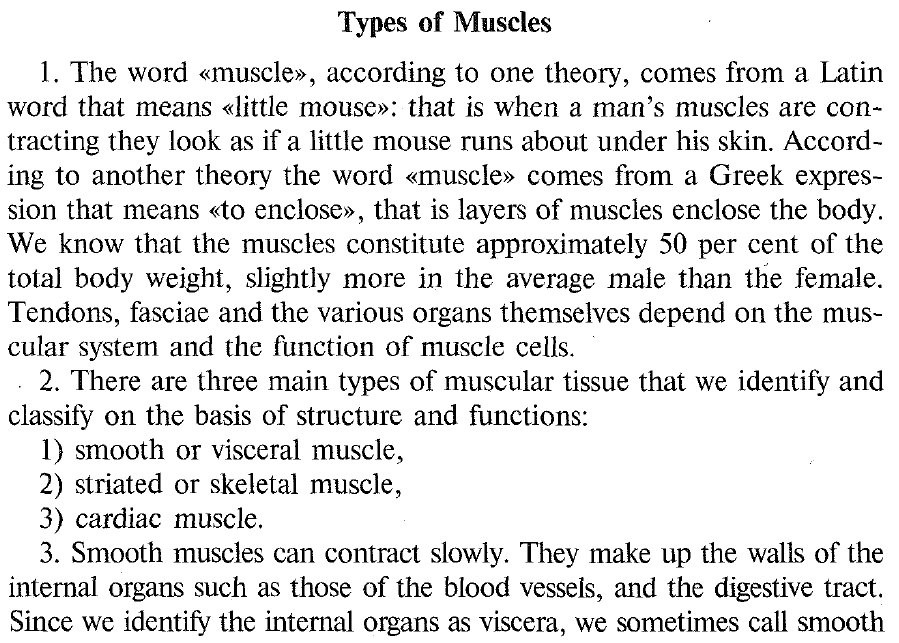 Types of Muscles
1. The word «muscle», according to one theory, comes from a Latin
word that means «little mouse»: that is when a man's muscles are con-
tracting they look as if a little mouse runs about under his skin. Accord-
ing to another theory the word «muscle» comes from a Greek expres-
sion that means «to enclose», that is layers of muscles enclose the body.
We know that the muscles constitute approximately 50 per cent of the
total body weight, slightly more in the average male than the female.
Tendons, fasciae and the various organs themselves depend on the mus-
cular system and the function of muscle cells.
2. There are three main types of muscular tissue that we identify and
classify on the basis of structure and functions:
1) smooth or visceral muscle,
2) striated or skeletal muscle,
3) cardiac muscle.
3. Smooth muscles can contract slowly. They make up the walls of the
internal organs such as those of the blood vessels, and the digestive tract.
Since we identify the internal organs as viscera, we sometimes call smooth